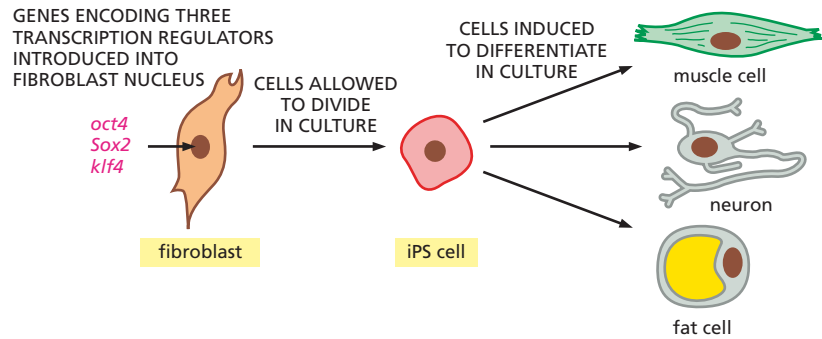 GENES ENCODING THREE
TRANSCRIPTION REGULATORS
INTRODUCED INTO
FIBROBLAST NUCLEUS
oct4
Sox2
klf4
CELLS ALLOWED
TO DIVIDE
IN CULTURE
CELLS INDUCED
TO DIFFERENTIATE
IN CULTURE
fibroblast
iPS cell
muscle cell
neuron
fat cell